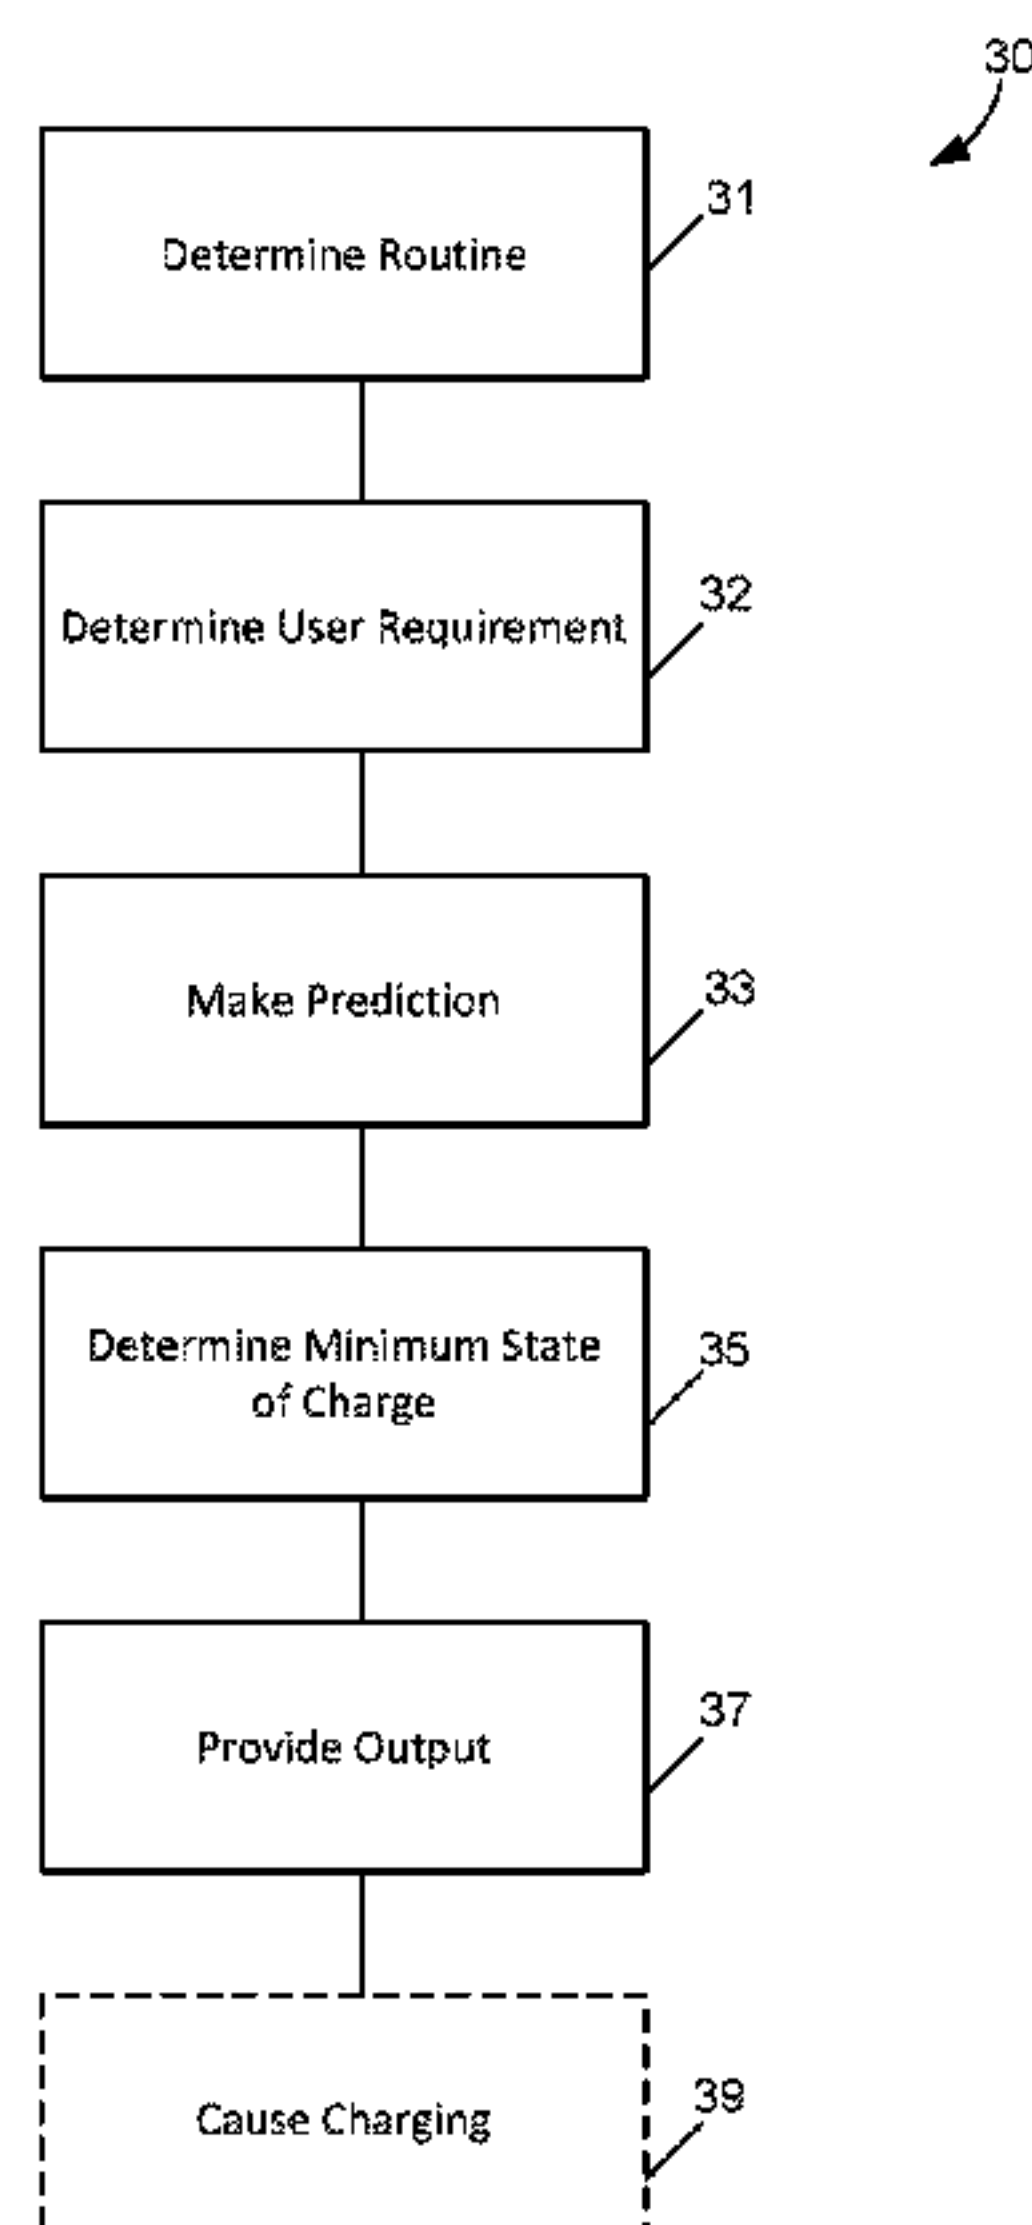 30
31
Determine Routine
32
Determine User Requirement
33
Make Prediction
35
Determine Minimum State
of Charge
37
Provide Output
39
Cause Charging